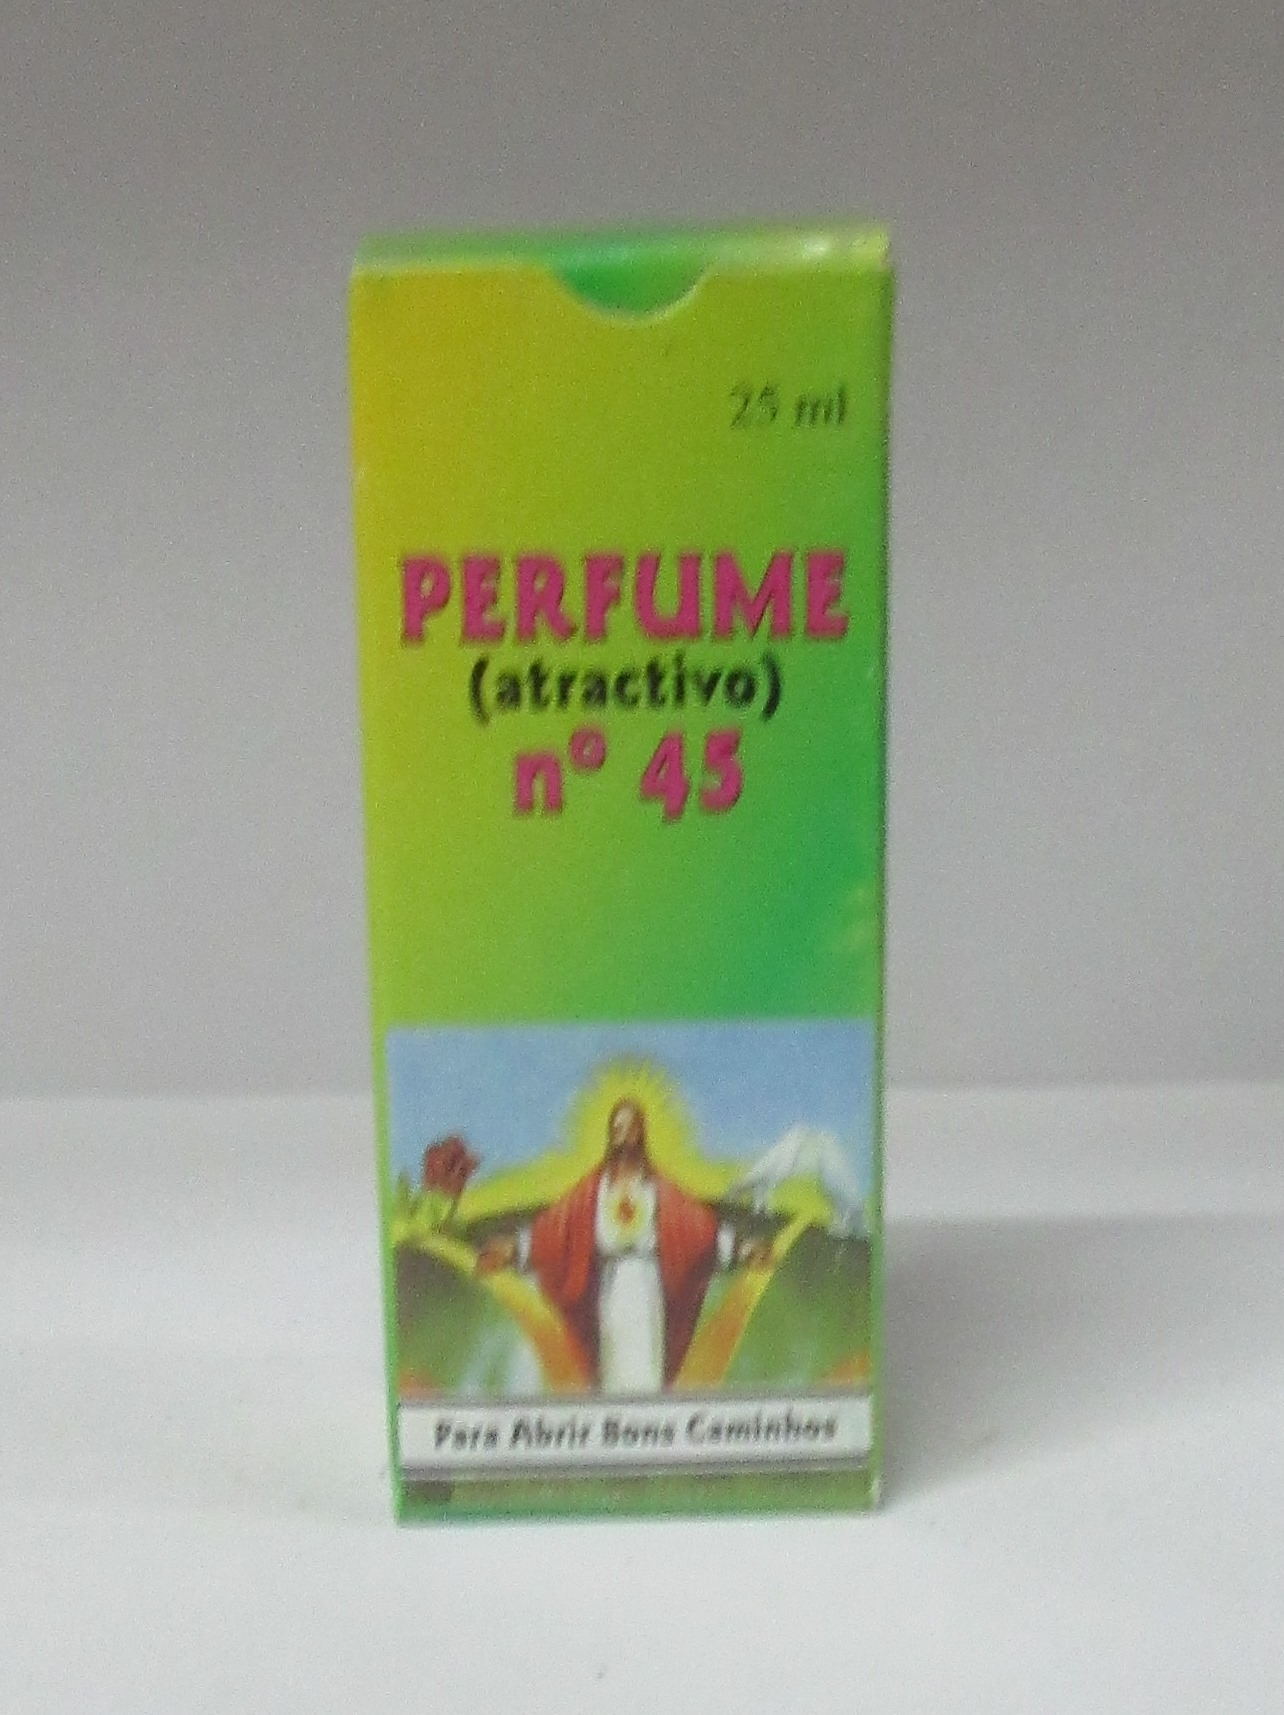 25 ml
PERFUME
(atractivo)
nº 45
Para Abrir Bons Caminhos